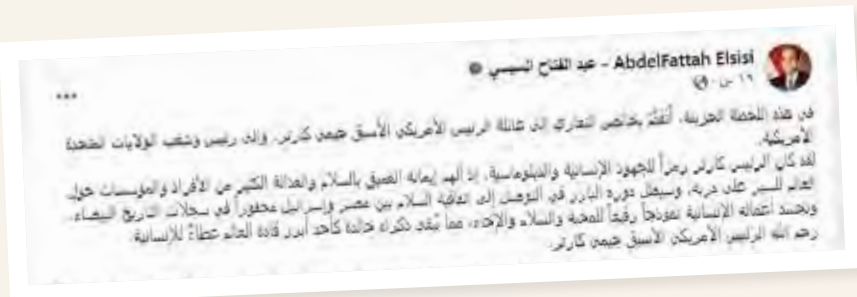 AbdelFattah Elsisi – عبد الفتاح السيسي
١٦ س ·
في هذه اللحظة الحزينة، أتقدم بخالص التعازي إلى عائلة الرئيس الأمريكي الأسبق جيمي كارتر، وإلى رئيس وشعب الولايات المتحدة
الأمريكية.
لقد كان الرئيس كارتر رمزاً للجهود الإنسانية والدبلوماسية، إذ ألهم إيمانه العميق بالسلام والعدالة الكثير من الأفراد والمؤسسات حول
العالم للسير على دربه، وسيظل دوره البارز في التوصل إلى اتفاقية السلام بين مصر وإسرائيل محفوراً في سجلات التاريخ البيضاء،
وتجسد أعماله الإنسانية نموذجاً رفيعاً للمحبة والسلام والإخاء، مما يُبقي ذكراه خالدة كأحد أبرز قادة العالم عطاءً للإنسانية.
رحم الله الرئيس الأمريكي الأسبق جيمي كارتر.